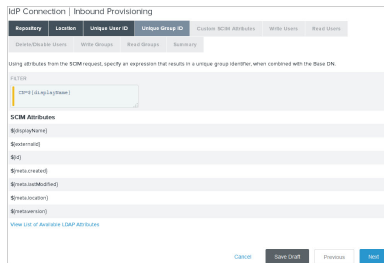 IdP Connection | Inbound Provisioning
Repository Location Unique User ID Unique Group ID Custom SCIM Attributes Write Users Read Users
Delete/Disable Users Write Groups Read Groups Summary
Using attributes from the SCIM request, specify an expression that results in a unique group identifier, when combined with the Base DN.
FILTER
CN=${displayName}
SCIM Attributes
${displayName}
${externalId}
${id}
${meta.created}
${meta.lastModified}
${meta.location}
${meta.version}
View List of Available LDAP Attributes
Cancel Save Draft Previous Next